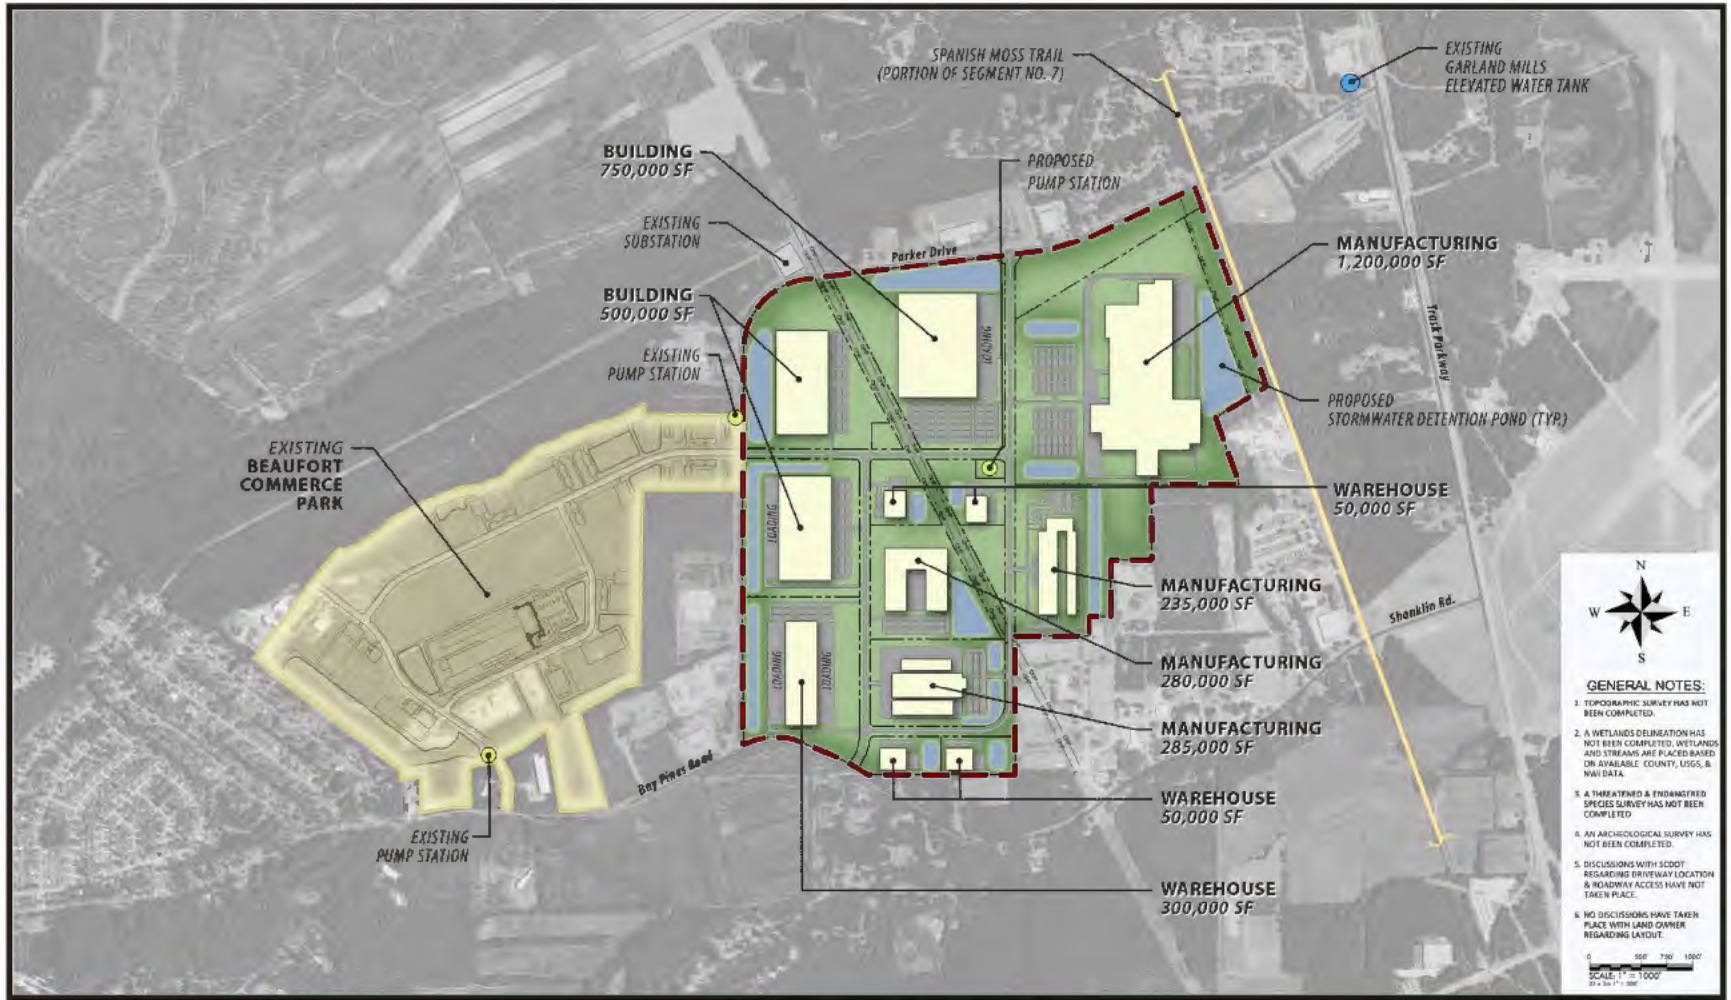 SPANISH MOSS TRAIL
(PORTION OF SEGMENT NO. 7)
EXISTING
GARLAND MILLS
ELEVATED WATER TANK
BUILDING
750,000 SF
PROPOSED
PUMP STATION
EXISTING
SUBSTATION
Parker Drive
MANUFACTURING
1,200,000 SF
BUILDING
500,000 SF
LOADING
Trask Parkway
EXISTING
PUMP STATION
PROPOSED
STORMWATER DETENTION POND (TYP.)
EXISTING
BEAUFORT
COMMERCE
PARK
WAREHOUSE
50,000 SF
LOADING
MANUFACTURING
235,000 SF
Shanklin Rd.
MANUFACTURING
280,000 SF
LOADING
LOADING
MANUFACTURING
285,000 SF
Bay Pines Road
WAREHOUSE
50,000 SF
EXISTING
PUMP STATION
WAREHOUSE
300,000 SF
N
W E
S
GENERAL NOTES:
1. TOPOGRAPHIC SURVEY HAS NOT
BEEN COMPLETED.
2. A WETLANDS DELINEATION HAS
NOT BEEN COMPLETED. WETLANDS
AND STREAMS ARE PLACED BASED
ON AVAILABLE COUNTY, USGS, &
NWI DATA.
3. A THREATENED & ENDANGERED
SPECIES SURVEY HAS NOT BEEN
COMPLETED
4. AN ARCHEOLOGICAL SURVEY HAS
NOT BEEN COMPLETED.
5. DISCUSSIONS WITH SCDOT
REGARDING DRIVEWAY LOCATION
& ROADWAY ACCESS HAVE NOT
TAKEN PLACE.
6. NO DISCUSSIONS HAVE TAKEN
PLACE WITH LAND OWNER
REGARDING LAYOUT.
0 500' 750' 1000'
SCALE: 1" = 1000'